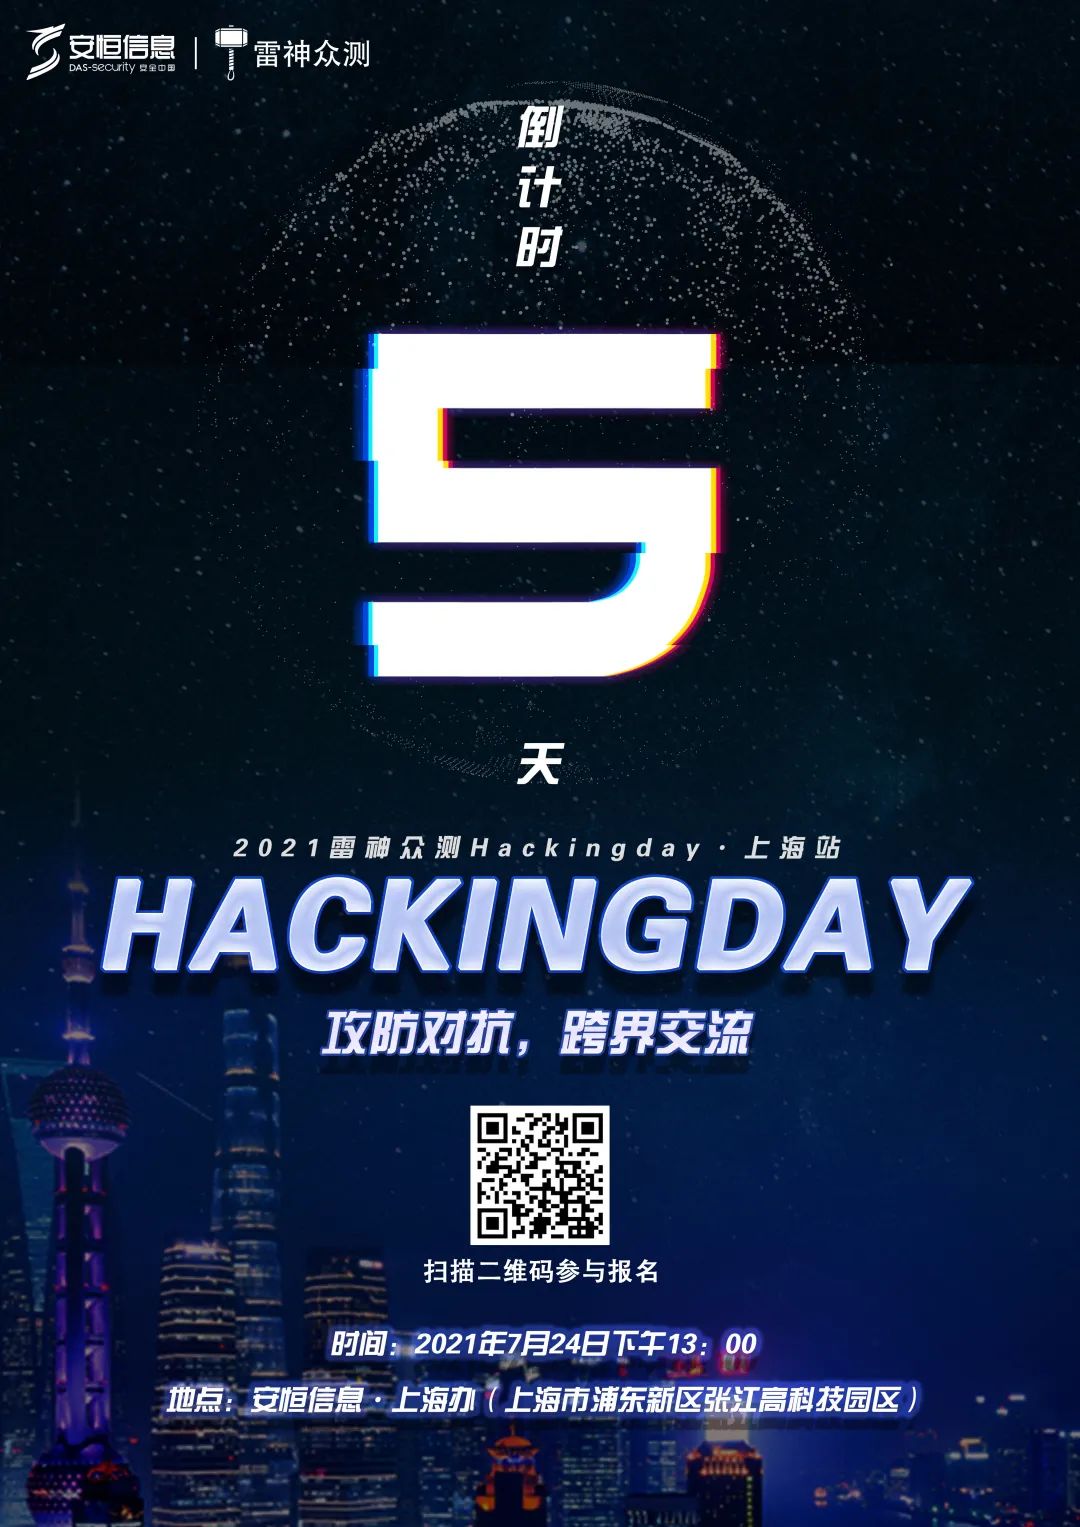 安恒信息
DAS-security 安全中国
雷神众测
倒计时
5
天
2021雷神众测Hackingday·上海站
HACKINGDAY
攻防对抗，跨界交流
扫描二维码参与报名
时间：2021年7月24日下午13：00
地点：安恒信息·上海办（上海市浦东新区张江高科技园区）